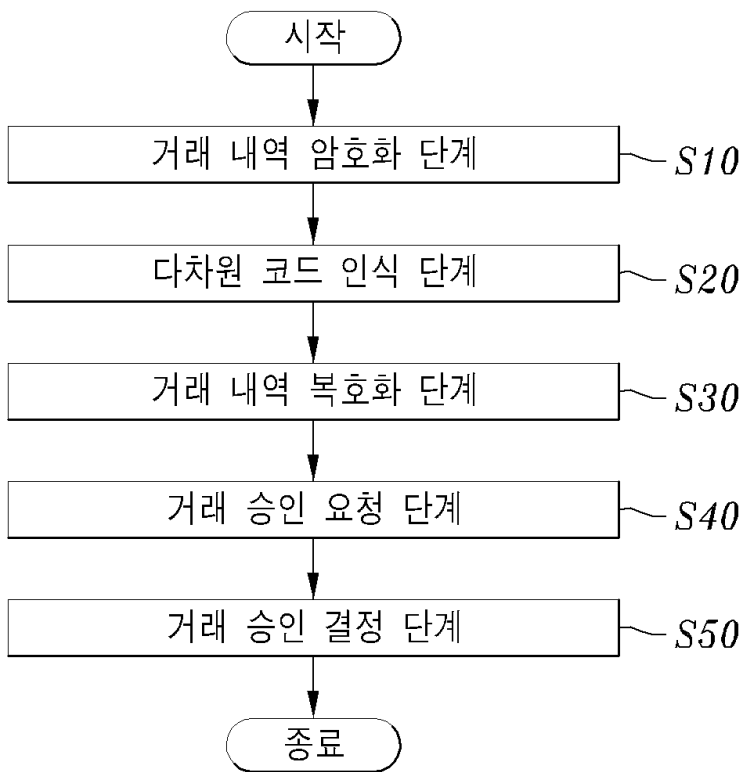 시작
거래 내역 암호화 단계 S10
다차원 코드 인식 단계 S20
거래 내역 복호화 단계 S30
거래 승인 요청 단계 S40
거래 승인 결정 단계 S50
종료